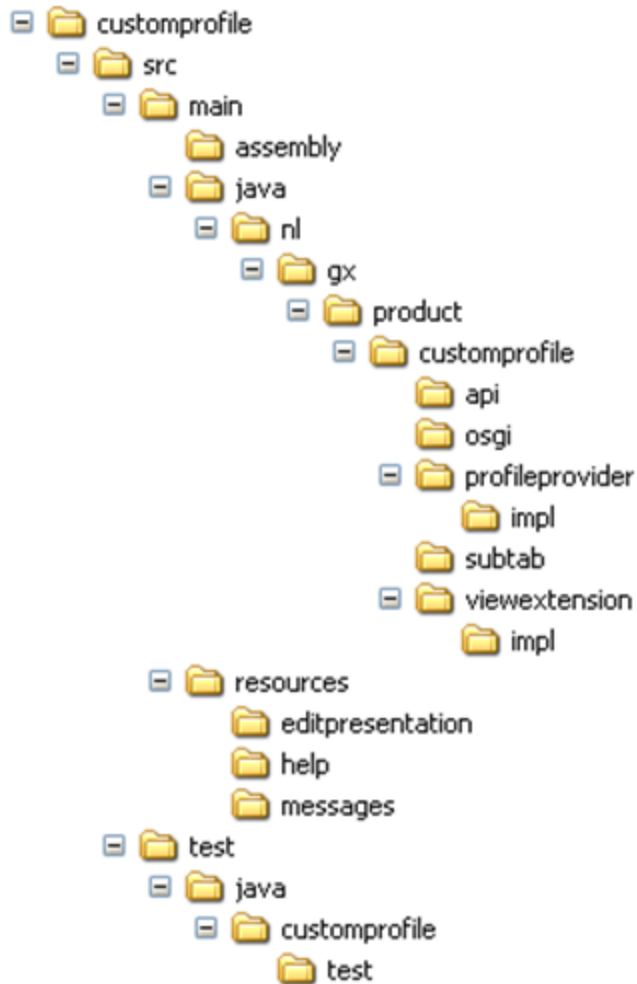 customprofile
src
main
assembly
java
nl
gx
product
customprofile
api
osgi
profileprovider
impl
subtab
viewextension
impl
resources
editpresentation
help
messages
test
java
customprofile
test